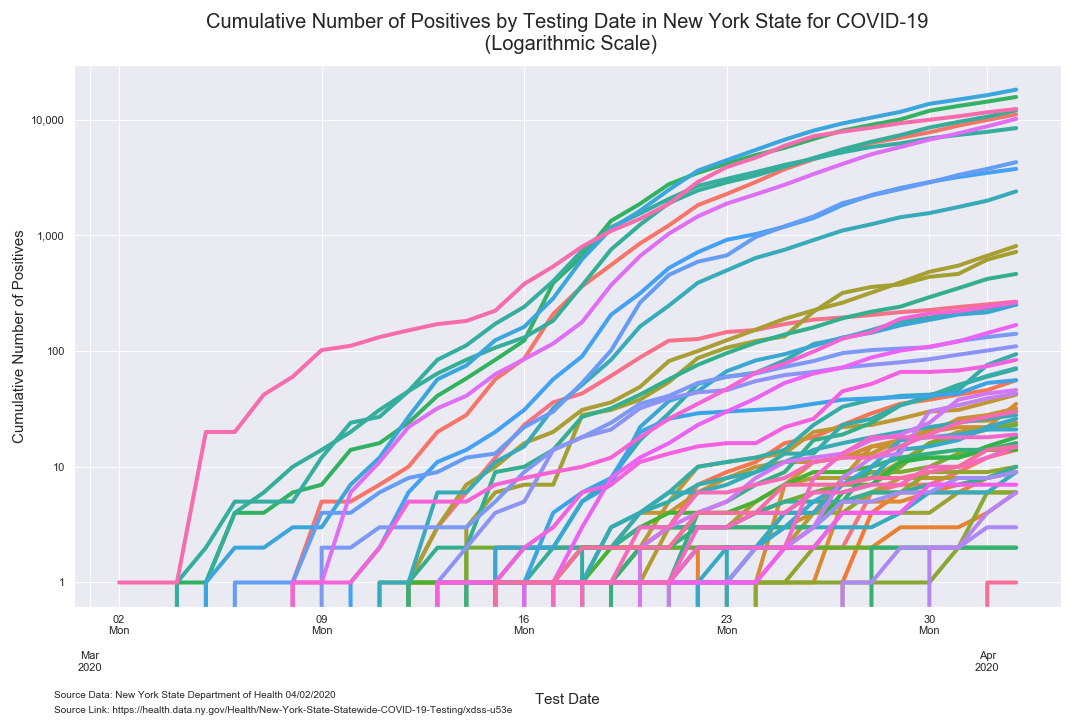 Cumulative Number of Positives by Testing Date in New York State for COVID-19
(Logarithmic Scale)
Cumulative Number of Positives
10,000
1,000
100
10
1
02
Mon
09
Mon
16
Mon
23
Mon
30
Mon
Mar
2020
Apr
2020
Test Date
Source Data: New York State Department of Health 04/02/2020
Source Link: https://health.data.ny.gov/Health/New-York-State-Statewide-COVID-19-Testing/xdss-u53e